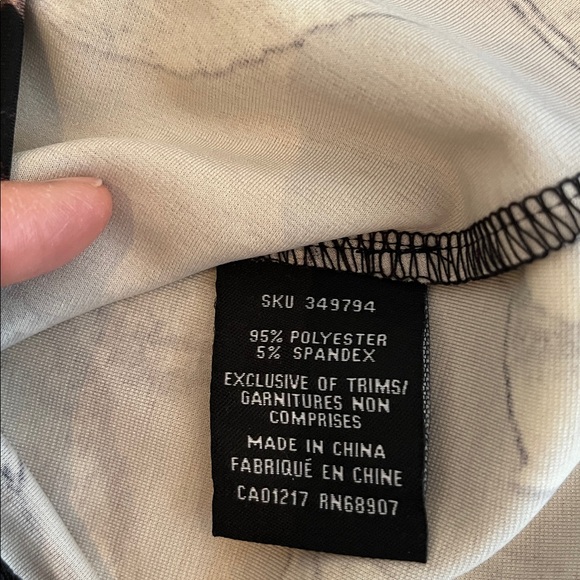 SKU 349794
95% POLYESTER
5% SPANDEX
EXCLUSIVE OF TRIMS/
GARNITURES NON
COMPRISES
MADE IN CHINA
FABRIQUÉ EN CHINE
CA01217 RN68907